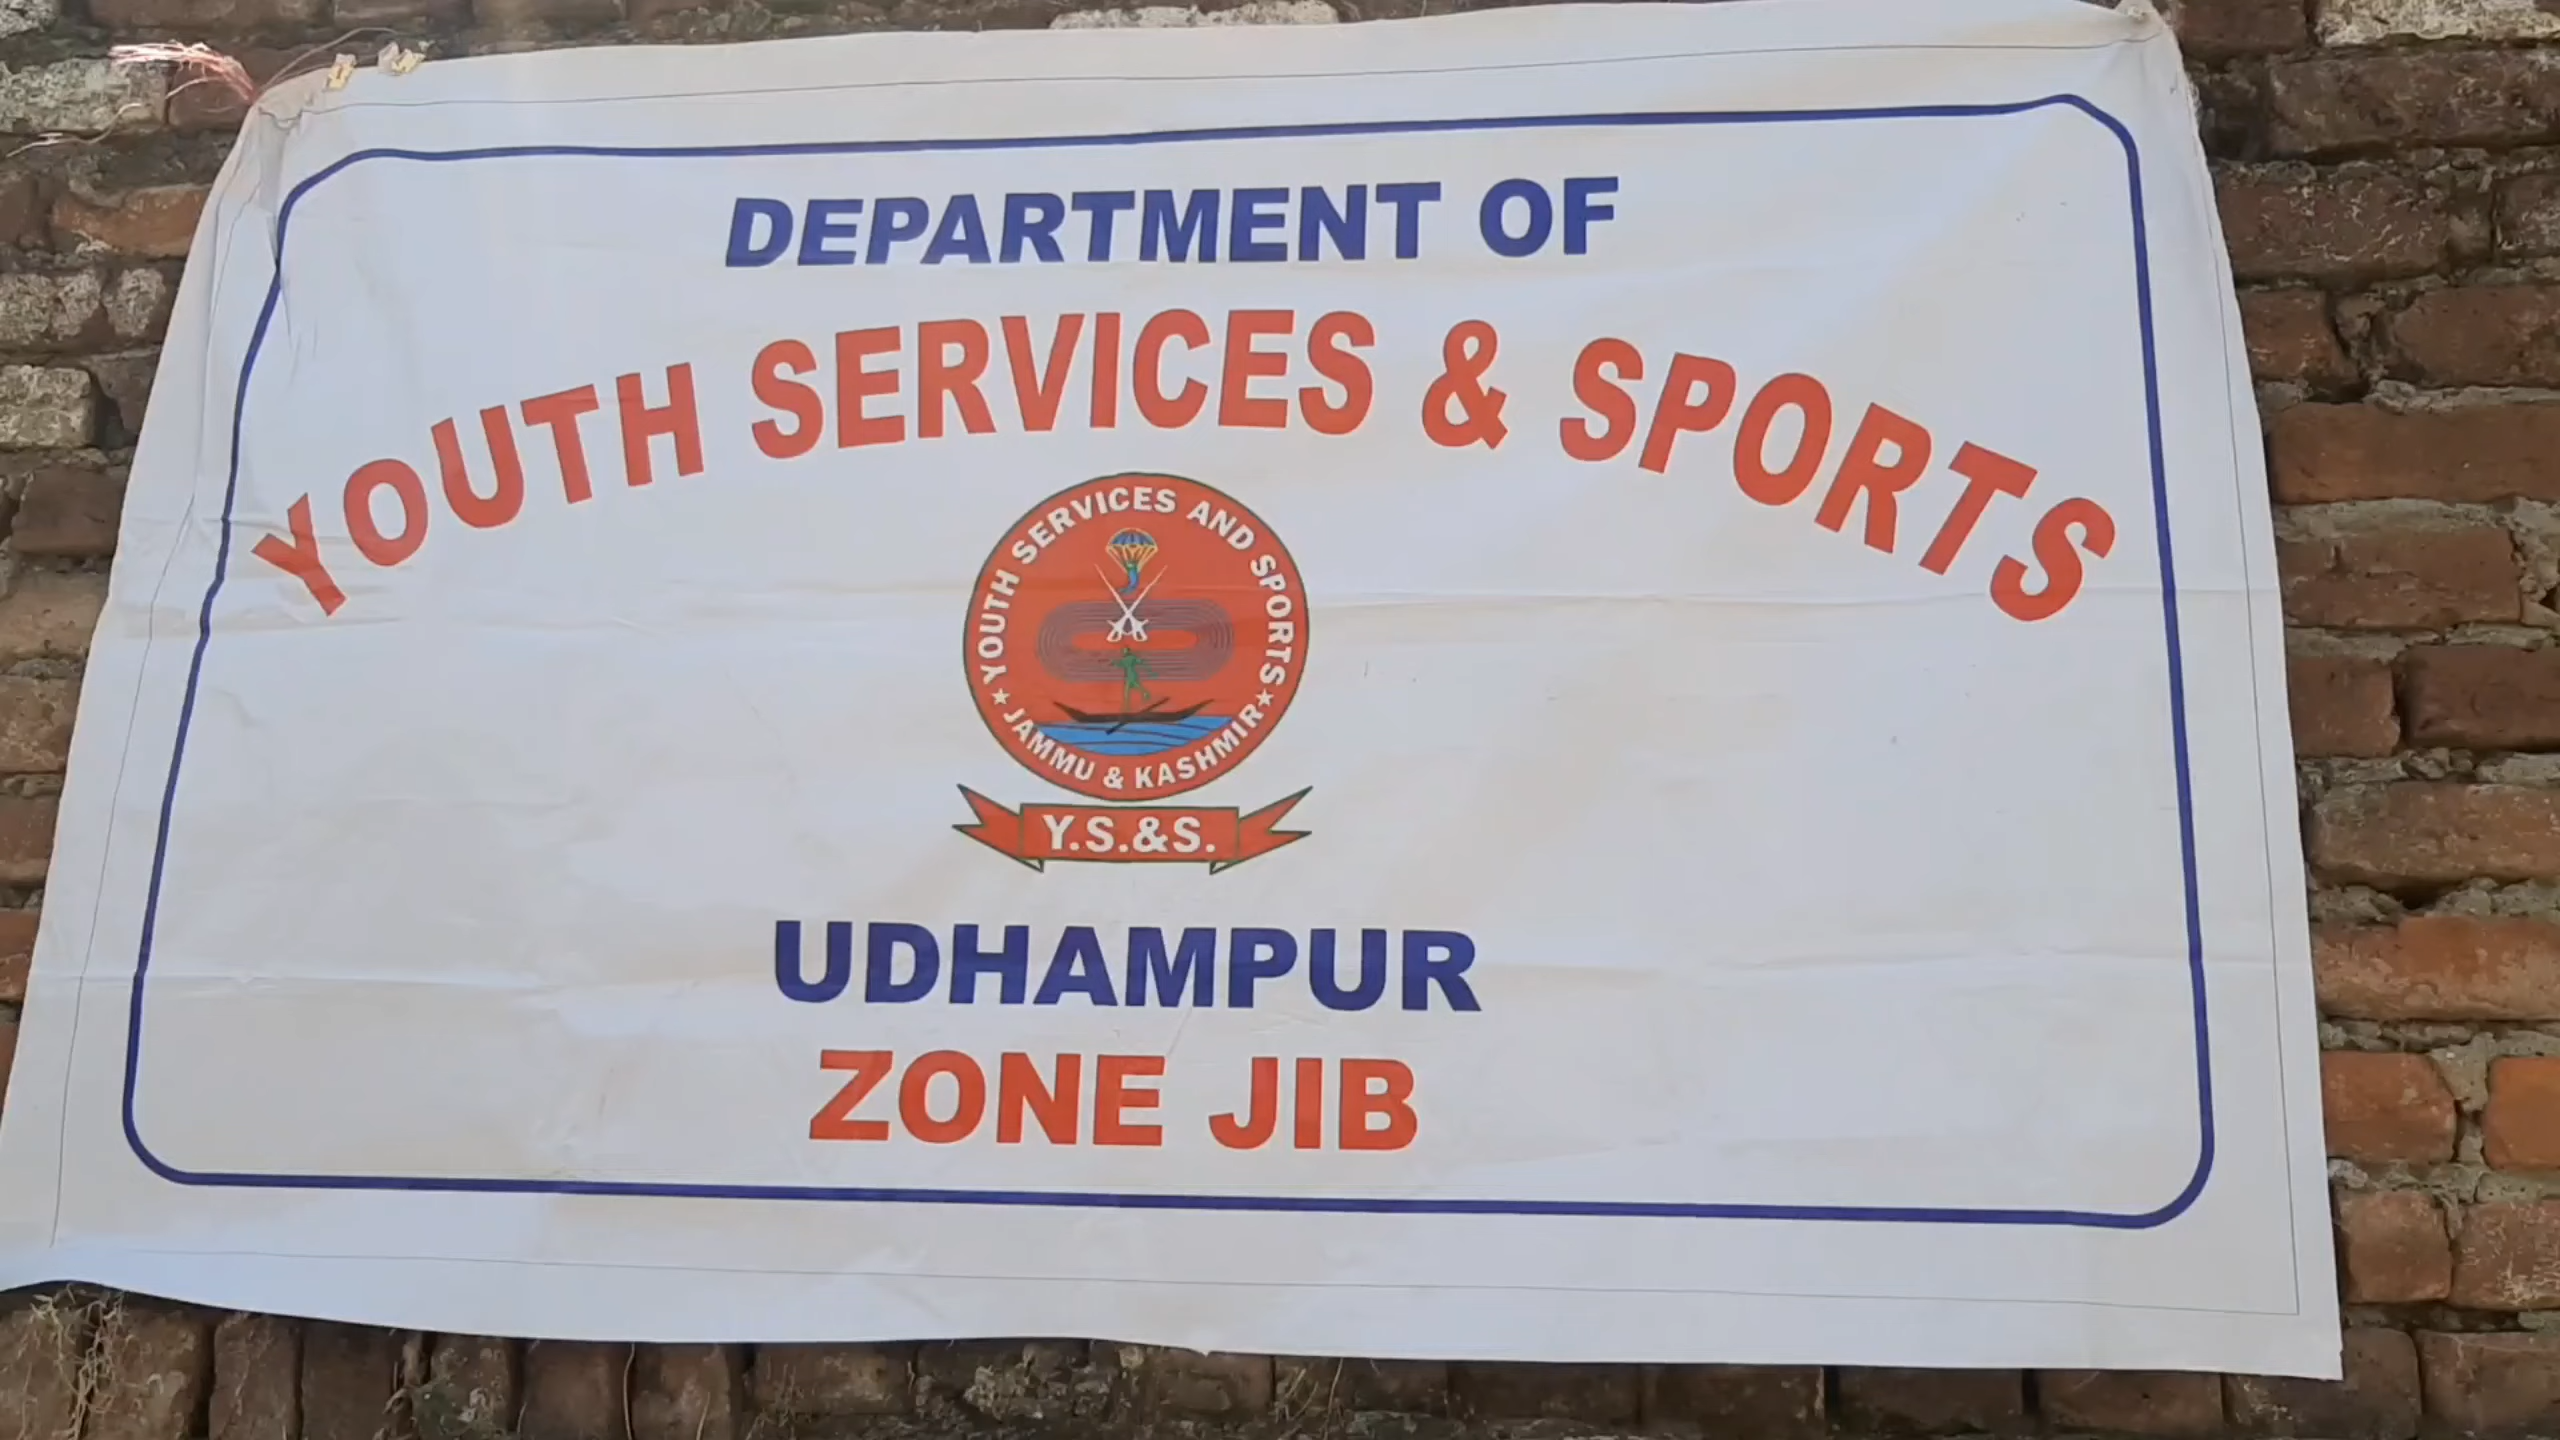 DEPARTMENT OF
YOUTH SERVICES & SPORTS
YOUTH SERVICES AND SPORTS
★ JAMMU & KASHMIR ★
Y.S.&S.
UDHAMPUR
ZONE JIB